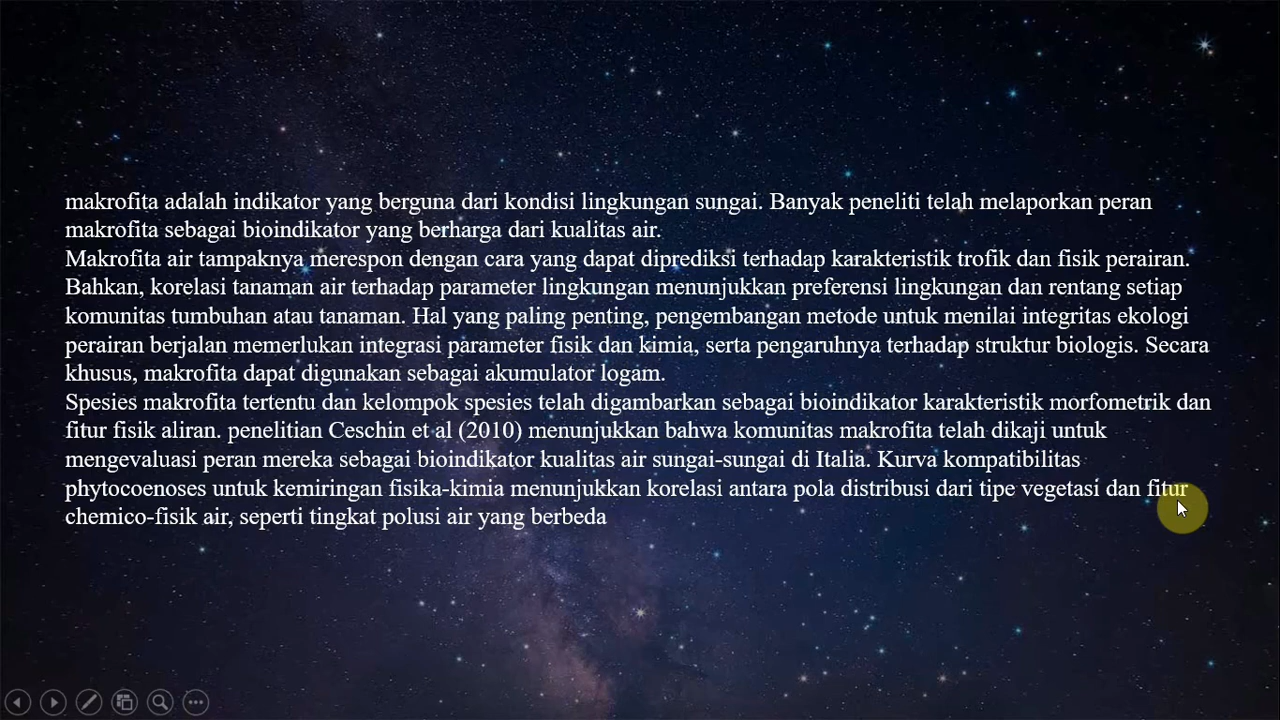 makrofita adalah indikator yang berguna dari kondisi lingkungan sungai. Banyak peneliti telah melaporkan peran
makrofita sebagai bioindikator yang berharga dari kualitas air.
Makrofita air tampaknya merespon dengan cara yang dapat diprediksi terhadap karakteristik trofik dan fisik perairan.
Bahkan, korelasi tanaman air terhadap parameter lingkungan menunjukkan preferensi lingkungan dan rentang setiap
komunitas tumbuhan atau tanaman. Hal yang paling penting, pengembangan metode untuk menilai integritas ekologi
perairan berjalan memerlukan integrasi parameter fisik dan kimia, serta pengaruhnya terhadap struktur biologis. Secara
khusus, makrofita dapat digunakan sebagai akumulator logam.
Spesies makrofita tertentu dan kelompok spesies telah digambarkan sebagai bioindikator karakteristik morfometrik dan
fitur fisik aliran. penelitian Ceschin et al (2010) menunjukkan bahwa komunitas makrofita telah dikaji untuk
mengevaluasi peran mereka sebagai bioindikator kualitas air sungai-sungai di Italia. Kurva kompatibilitas
phytocoenoses untuk kemiringan fisika-kimia menunjukkan korelasi antara pola distribusi dari tipe vegetasi dan fitur
chemico-fisik air, seperti tingkat polusi air yang berbeda